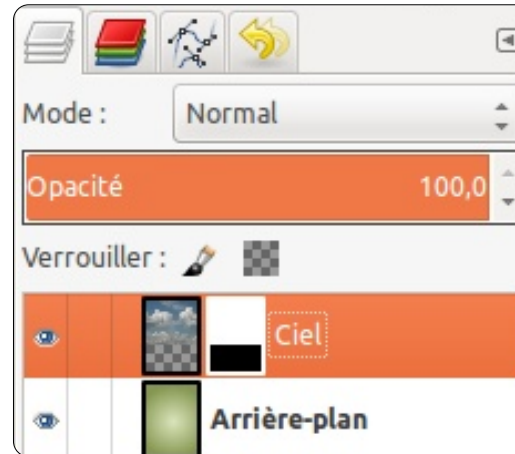 Mode : Normal
Opacité 100,0
Verrouiller :
Ciel
Arrière-plan